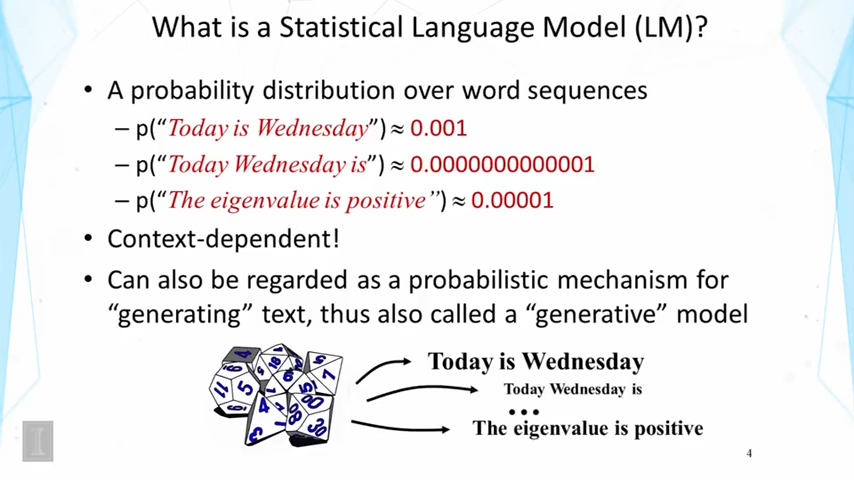 What is a Statistical Language Model (LM)?
• A probability distribution over word sequences
– p(“Today is Wednesday”) ≈ 0.001
– p(“Today Wednesday is”) ≈ 0.0000000000001
– p(“The eigenvalue is positive”) ≈ 0.00001
• Context-dependent!
• Can also be regarded as a probabilistic mechanism for
“generating” text, thus also called a “generative” model
Today is Wednesday
Today Wednesday is
...
The eigenvalue is positive
4